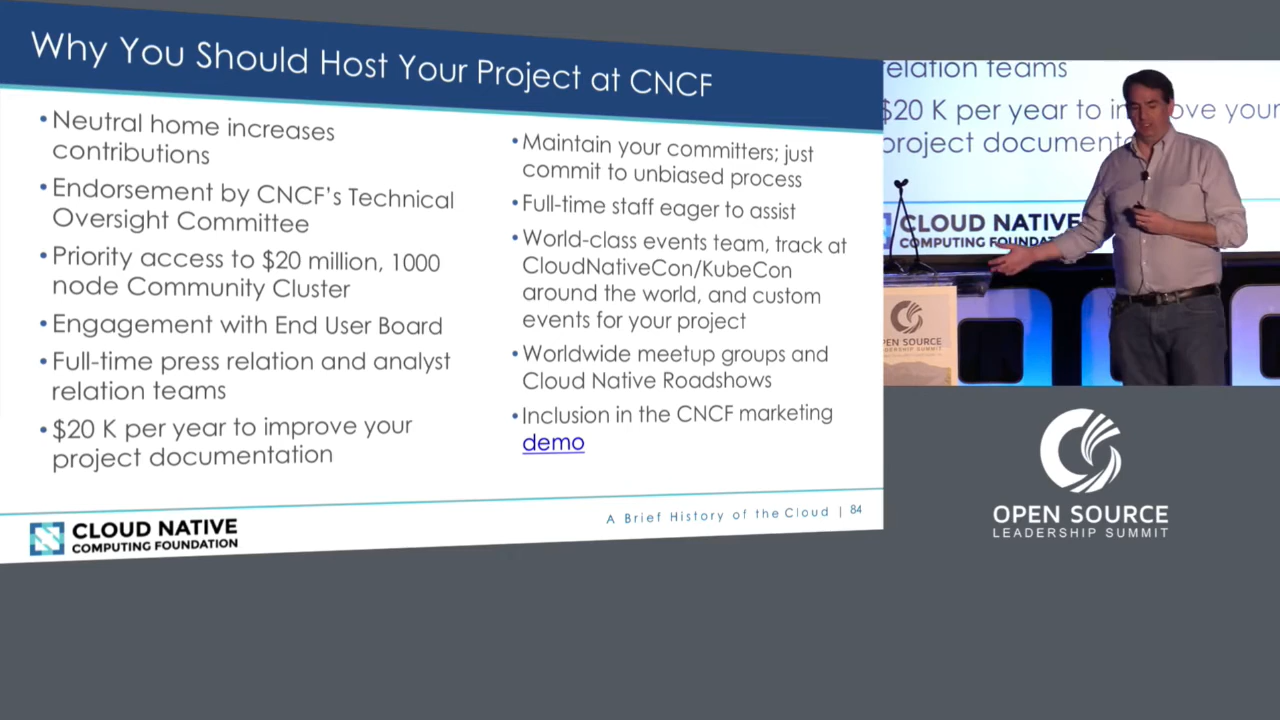 Why You Should Host Your Project at CNCF
•Neutral home increases
contributions
•Endorsement by CNCF's Technical
Oversight Committee
•Priority access to $20 million, 1000
node Community Cluster
•Engagement with End User Board
•Full-time press relation and analyst
relation teams
•$20 K per year to improve your
project documentation
•Maintain your committers; just
commit to unbiased process
•Full-time staff eager to assist
•World-class events team, track at
CloudNativeCon/KubeCon
around the world, and custom
events for your project
•Worldwide meetup groups and
Cloud Native Roadshows
•Inclusion in the CNCF marketing
demo
CLOUD NATIVE
COMPUTING FOUNDATION
A Brief History of the Cloud | 84
elation teams
$20 K per year to im ove your
project document
CLOUD NATIVE
COMPUTING FOUNDAT
EN SOURCE
LEADERSHIP SUMMIT
OPEN SOURCE
LEADERSHIP SUMMIT